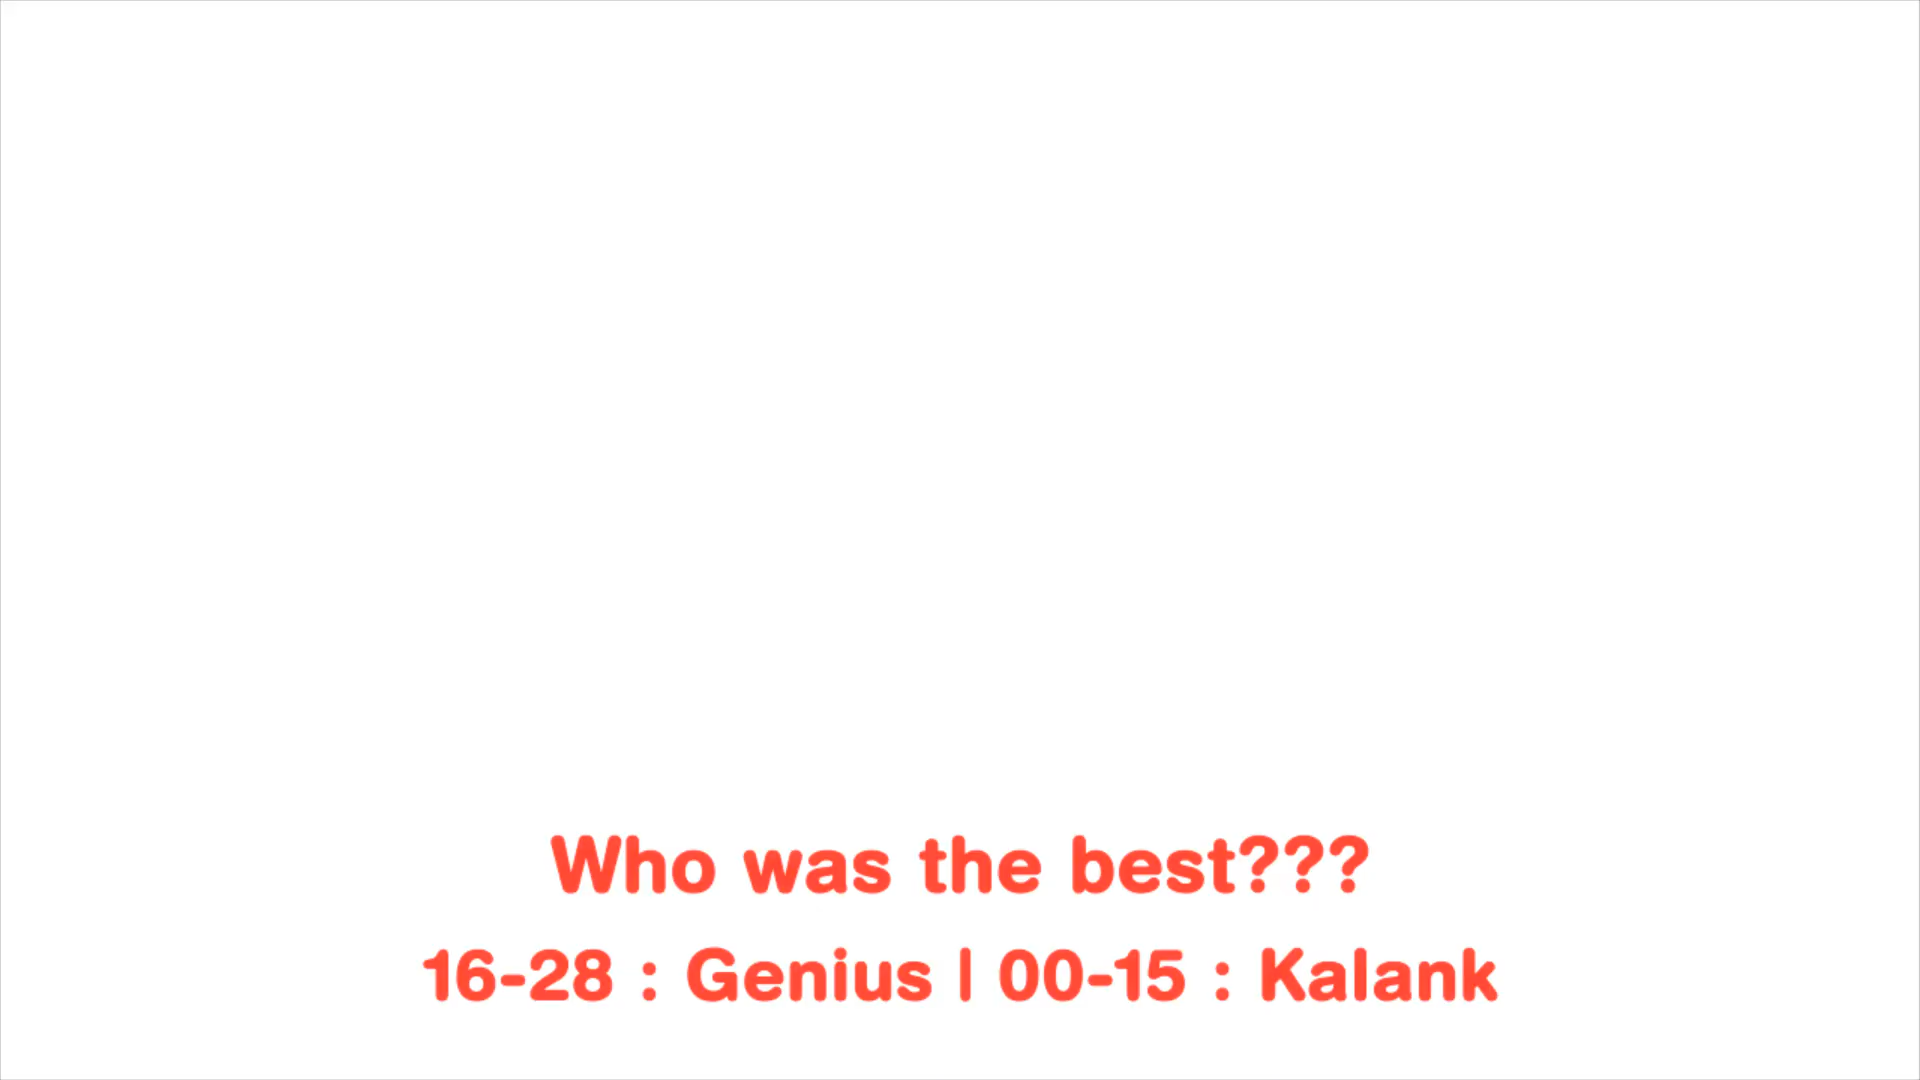 Who was the best???
16-28 : Genius | 00-15 : Kalank